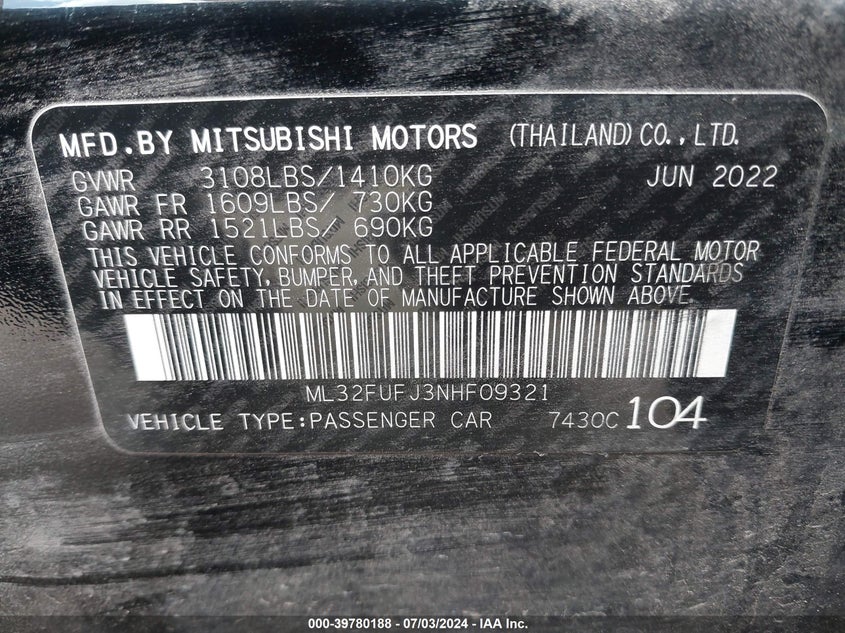 MFD.BY MITSUBISHI MOTORS (THAILAND) CO., LTD.
GVWR 3108LBS/1410KG JUN 2022
GAWR FR 1609LBS/ 730KG
GAWR RR 1521LBS/ 690KG
THIS VEHICLE CONFORMS TO ALL APPLICABLE FEDERAL MOTOR
VEHICLE SAFETY, BUMPER, AND THEFT PREVENTION STANDARDS
IN EFFECT ON THE DATE OF MANUFACTURE SHOWN ABOVE.
ML32FUFJ3NHF09321
VEHICLE TYPE:PASSENGER CAR 7430C 104
000-39780188 - 07/03/2024 - IAA Inc.